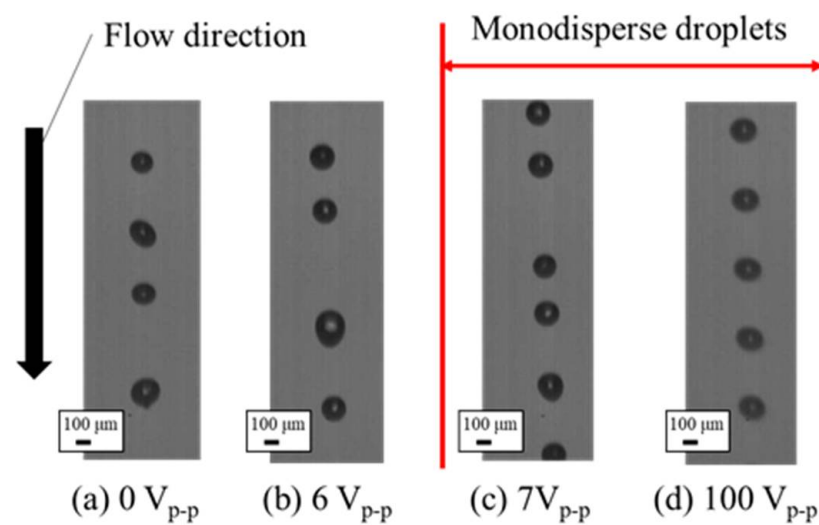 Flow direction
Monodisperse droplets
100 μm
100 μm
100 μm
100 μm
(a) 0 Vp-p
(b) 6 Vp-p
(c) 7Vp-p
(d) 100 Vp-p